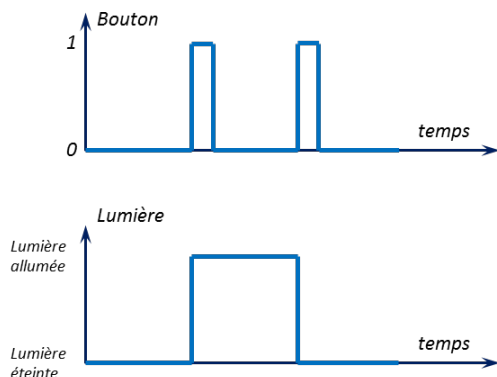 Bouton
1
temps
0
Lumière
Lumière
allumée
temps
Lumière
éteinte